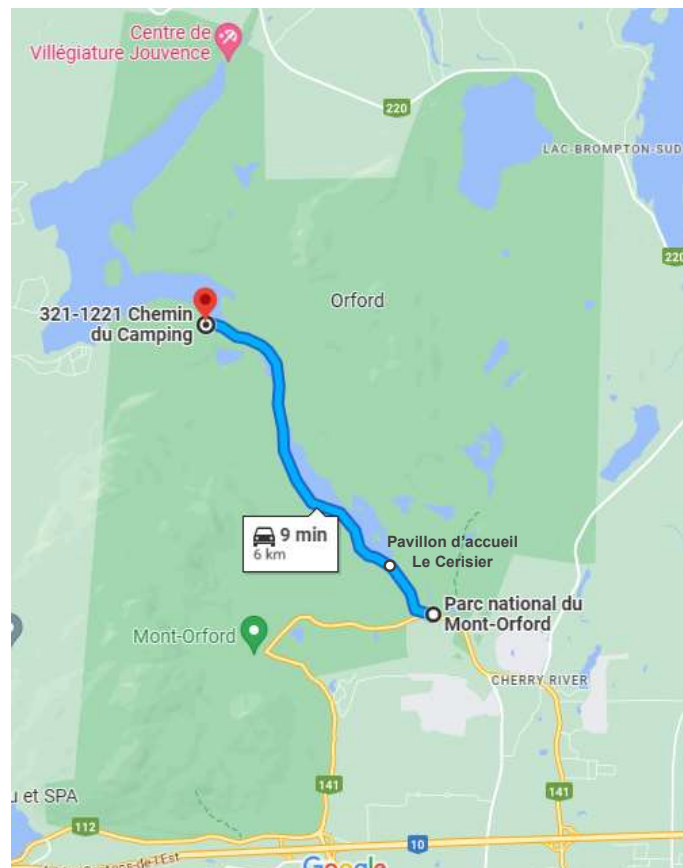 Centre de
Villégiature Jouvence
220
LAC-BROMPTON-SUD
220
321-1221 Chemin
du Camping
Orford
9 min
6 km
Pavillon d'accueil
Le Cerisier
Parc national du
Mont-Orford
Mont-Orford
CHERRY RIVER
141
141
et SPA
112
10
Google